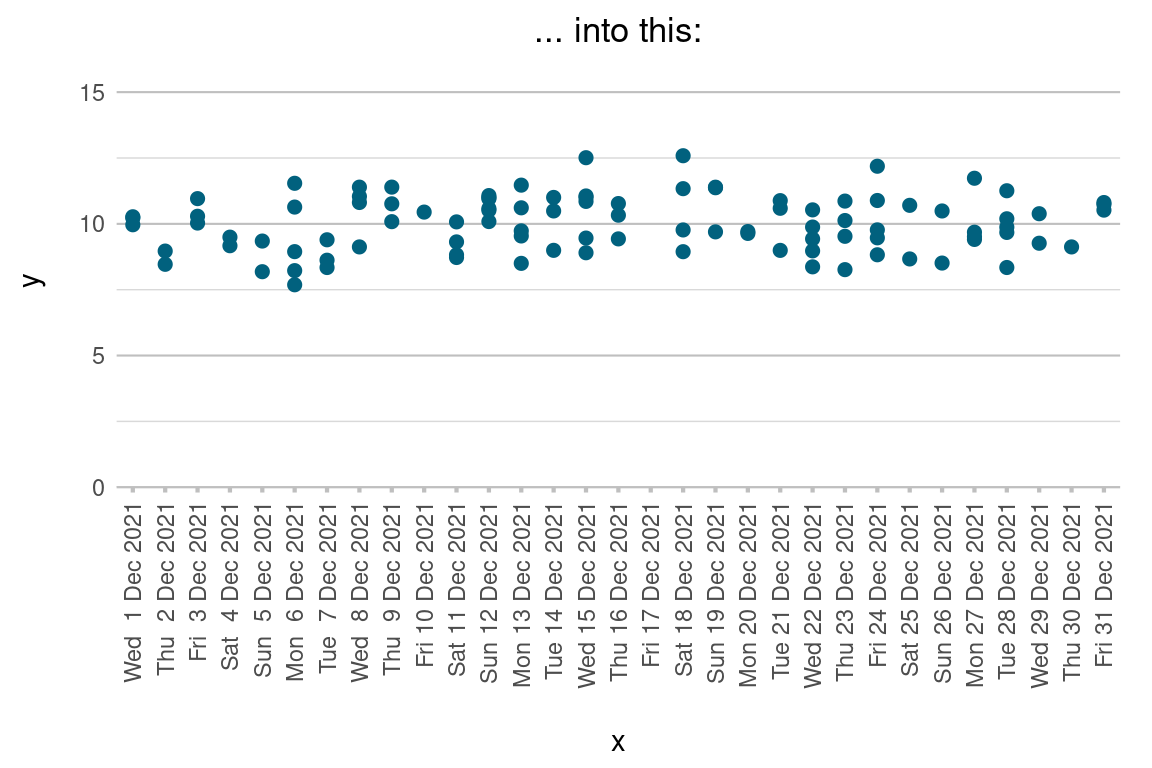 ... into this:
15
10
5
0
y
Wed  1 Dec 2021
Thu  2 Dec 2021
Fri  3 Dec 2021
Sat  4 Dec 2021
Sun  5 Dec 2021
Mon  6 Dec 2021
Tue  7 Dec 2021
Wed  8 Dec 2021
Thu  9 Dec 2021
Fri 10 Dec 2021
Sat 11 Dec 2021
Sun 12 Dec 2021
Mon 13 Dec 2021
Tue 14 Dec 2021
Wed 15 Dec 2021
Thu 16 Dec 2021
Fri 17 Dec 2021
Sat 18 Dec 2021
Sun 19 Dec 2021
Mon 20 Dec 2021
Tue 21 Dec 2021
Wed 22 Dec 2021
Thu 23 Dec 2021
Fri 24 Dec 2021
Sat 25 Dec 2021
Sun 26 Dec 2021
Mon 27 Dec 2021
Tue 28 Dec 2021
Wed 29 Dec 2021
Thu 30 Dec 2021
Fri 31 Dec 2021
x